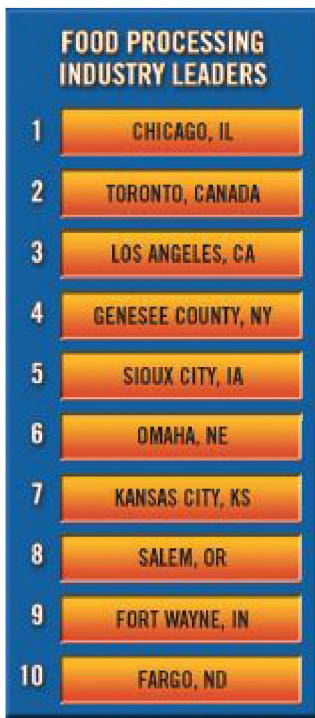 FOOD PROCESSING
INDUSTRY LEADERS
1 CHICAGO, IL
2 TORONTO, CANADA
3 LOS ANGELES, CA
4 GENESEE COUNTY, NY
5 SIOUX CITY, IA
6 OMAHA, NE
7 KANSAS CITY, KS
8 SALEM, OR
9 FORT WAYNE, IN
10 FARGO, ND